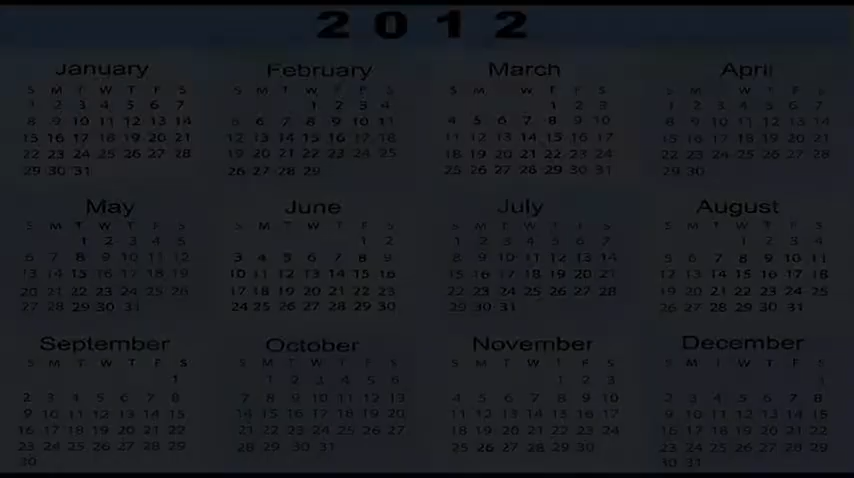 2012
January February March April
S M T W T F S S M T W T F S S M W T F S S M T W T F S
1 2 3 4 5 6 7 1 2 3 4 1 2 3 1 2 3 4 5 6 7
8 9 10 11 12 13 14 5 6 7 8 9 10 11 4 5 6 7 8 9 10 8 9 10 11 12 13 14
15 16 17 18 19 20 21 12 13 14 15 16 17 18 11 12 13 14 15 16 17 15 16 17 18 19 20 21
22 23 24 25 26 27 28 19 20 21 22 23 24 25 18 19 20 21 22 23 24 22 23 24 25 26 27 28
29 30 31 26 27 28 29 25 26 27 28 29 30 31 29 30
May June July August
S M T W T F S S M T W T F S S M T W T F S S M T W T F S
1 2 3 4 5 1 2 1 2 3 4 5 6 7 1 2 3 4
6 7 8 9 10 11 12 3 4 5 6 7 8 9 8 9 10 11 12 13 14 5 6 7 8 9 10 11
13 14 15 16 17 18 19 10 11 12 13 14 15 16 15 16 17 18 19 20 21 12 13 14 15 16 17 18
20 21 22 23 24 25 26 17 18 19 20 21 22 23 22 23 24 25 26 27 28 19 20 21 22 23 24 25
27 28 29 30 31 24 25 26 27 28 29 30 29 30 31 26 27 28 29 30 31
September October November December
S M T W T F S S M T W T F S S M T W T F S S M T W T F S
1 1 2 3 4 5 6 1 2 3 1
2 3 4 5 6 7 8 7 8 9 10 11 12 13 4 5 6 7 8 9 10 2 3 4 5 6 7 8
9 10 11 12 13 14 15 14 15 16 17 18 19 20 11 12 13 14 15 16 17 9 10 11 12 13 14 15
16 17 18 19 20 21 22 21 22 23 24 25 26 27 18 19 20 21 22 23 24 16 17 18 19 20 21 22
23 24 25 26 27 28 29 28 29 30 31 25 26 27 28 29 30 23 24 25 26 27 28 29
30 30 31